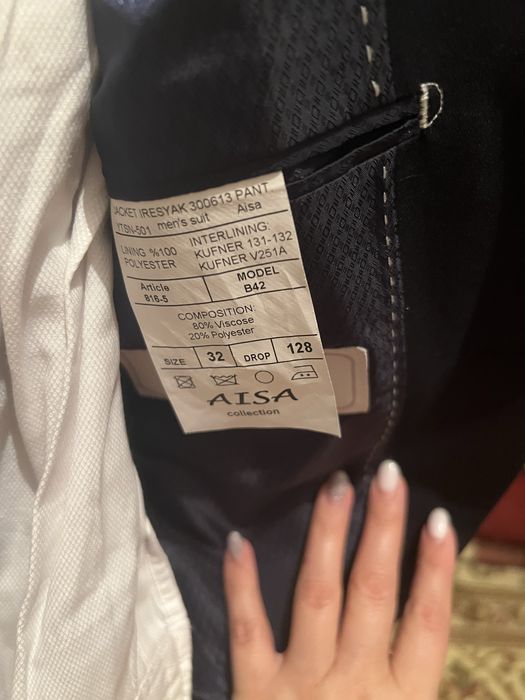 JACKET IRESYAK 300613 PANT.
YTSN-501 men's suit Aisa
LINING %100 POLYESTER
INTERLINING:
KUFNER 131-132
KUFNER V251A
Article 816-5
MODEL B42
COMPOSITION:
80% Viscose
20% Polyester
SIZE 32 DROP 128
AISA
collection